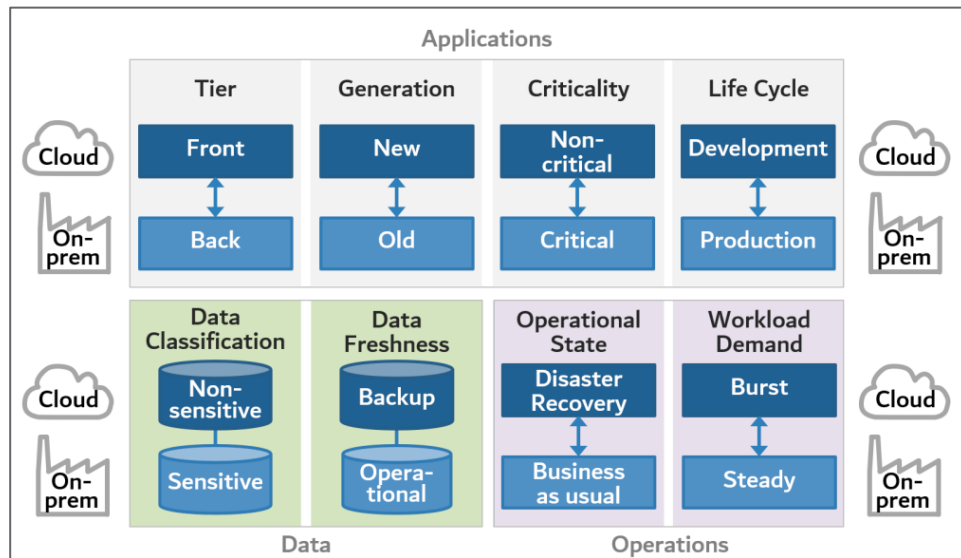 Applications
Tier
Generation
Criticality
Life Cycle
Cloud
Front
New
Non-
critical
Development
Cloud
On-
prem
Back
Old
Critical
Production
On-
prem
Data
Classification
Data
Freshness
Operational
State
Workload
Demand
Cloud
Non-
sensitive
Backup
Disaster
Recovery
Burst
Cloud
On-
prem
Sensitive
Opera-
tional
Business
as usual
Steady
On-
prem
Data
Operations